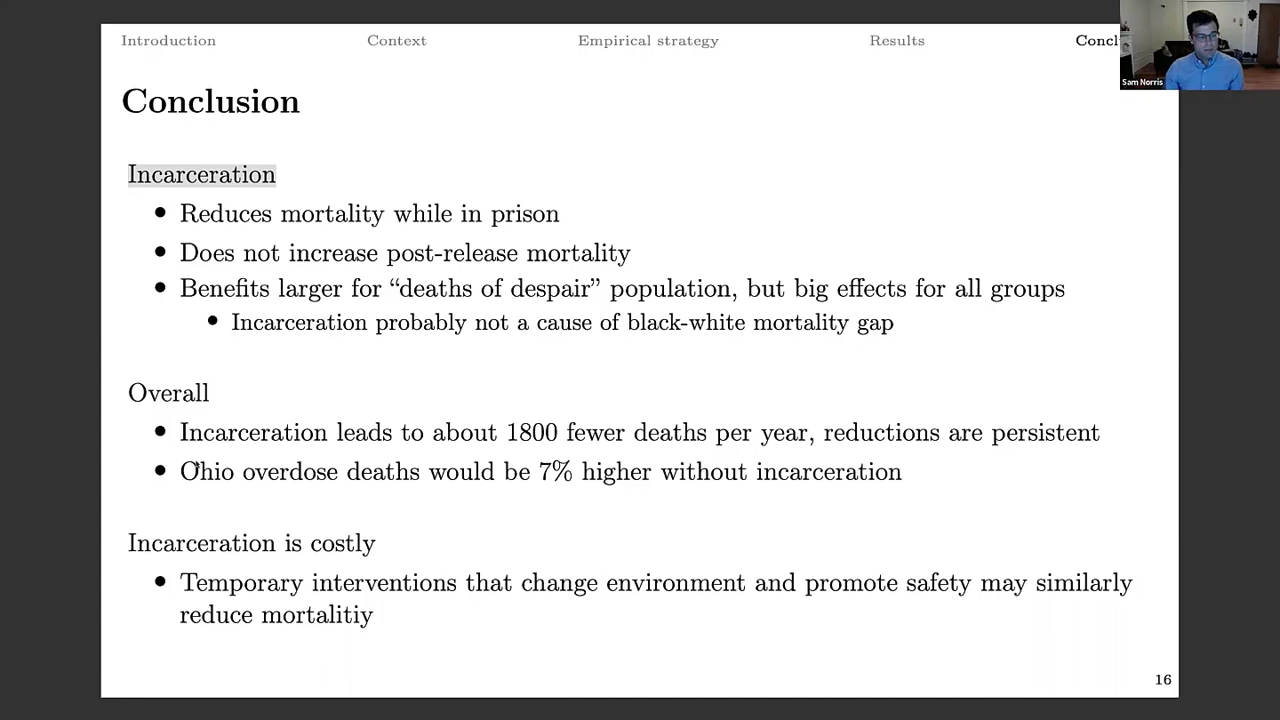 Introduction Context Empirical strategy Results Concl
Sam Norris
Conclusion
Incarceration
• Reduces mortality while in prison
• Does not increase post-release mortality
• Benefits larger for “deaths of despair” population, but big effects for all groups
• Incarceration probably not a cause of black-white mortality gap
Overall
• Incarceration leads to about 1800 fewer deaths per year, reductions are persistent
• Ohio overdose deaths would be 7% higher without incarceration
Incarceration is costly
• Temporary interventions that change environment and promote safety may similarly
reduce mortalitiy
16